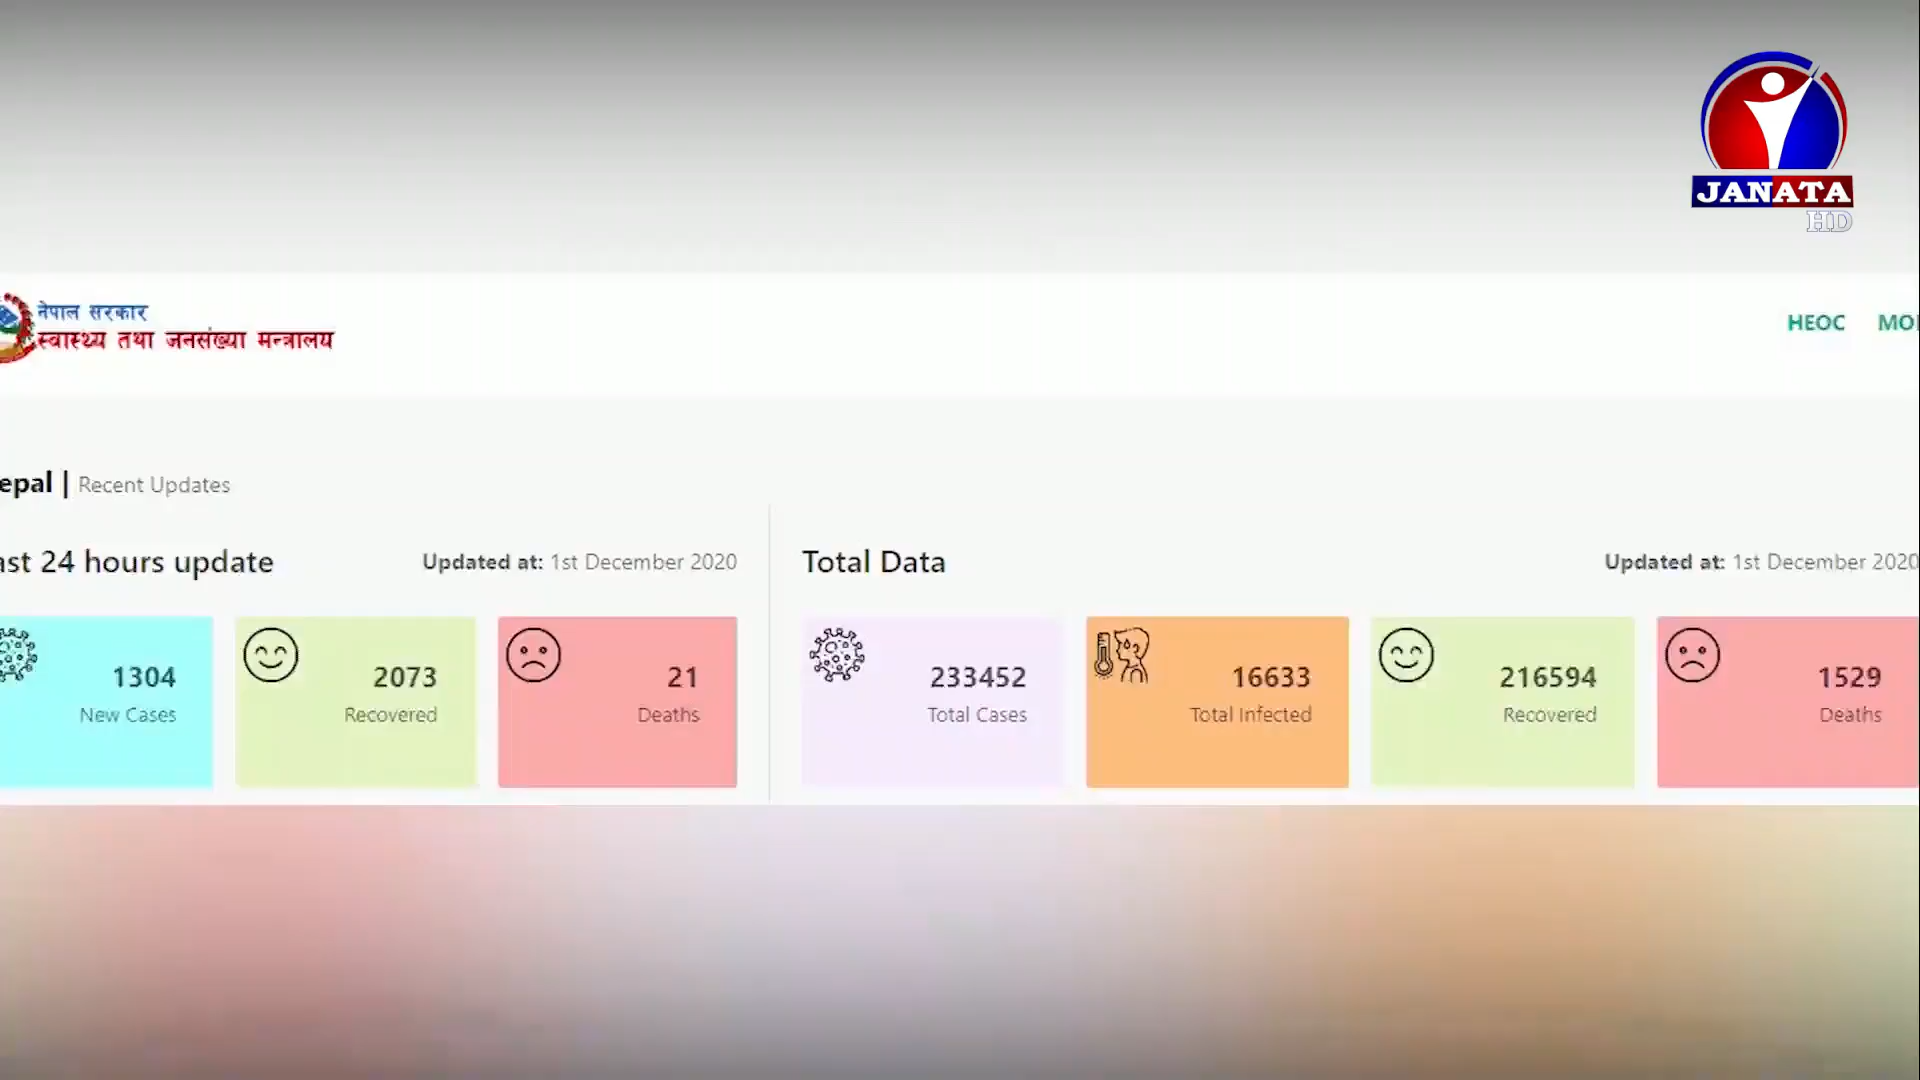 JANATA
HD
नेपाल सरकार
स्वास्थ्य तथा जनसंख्या मन्त्रालय
HEOC
epal | Recent Updates
ast 24 hours update
Updated at: 1st December 2020
Total Data
Updated at: 1st December 2020
1304
New Cases
2073
Recovered
21
Deaths
233452
Total Cases
16633
Total Infected
216594
Recovered
1529
Deaths